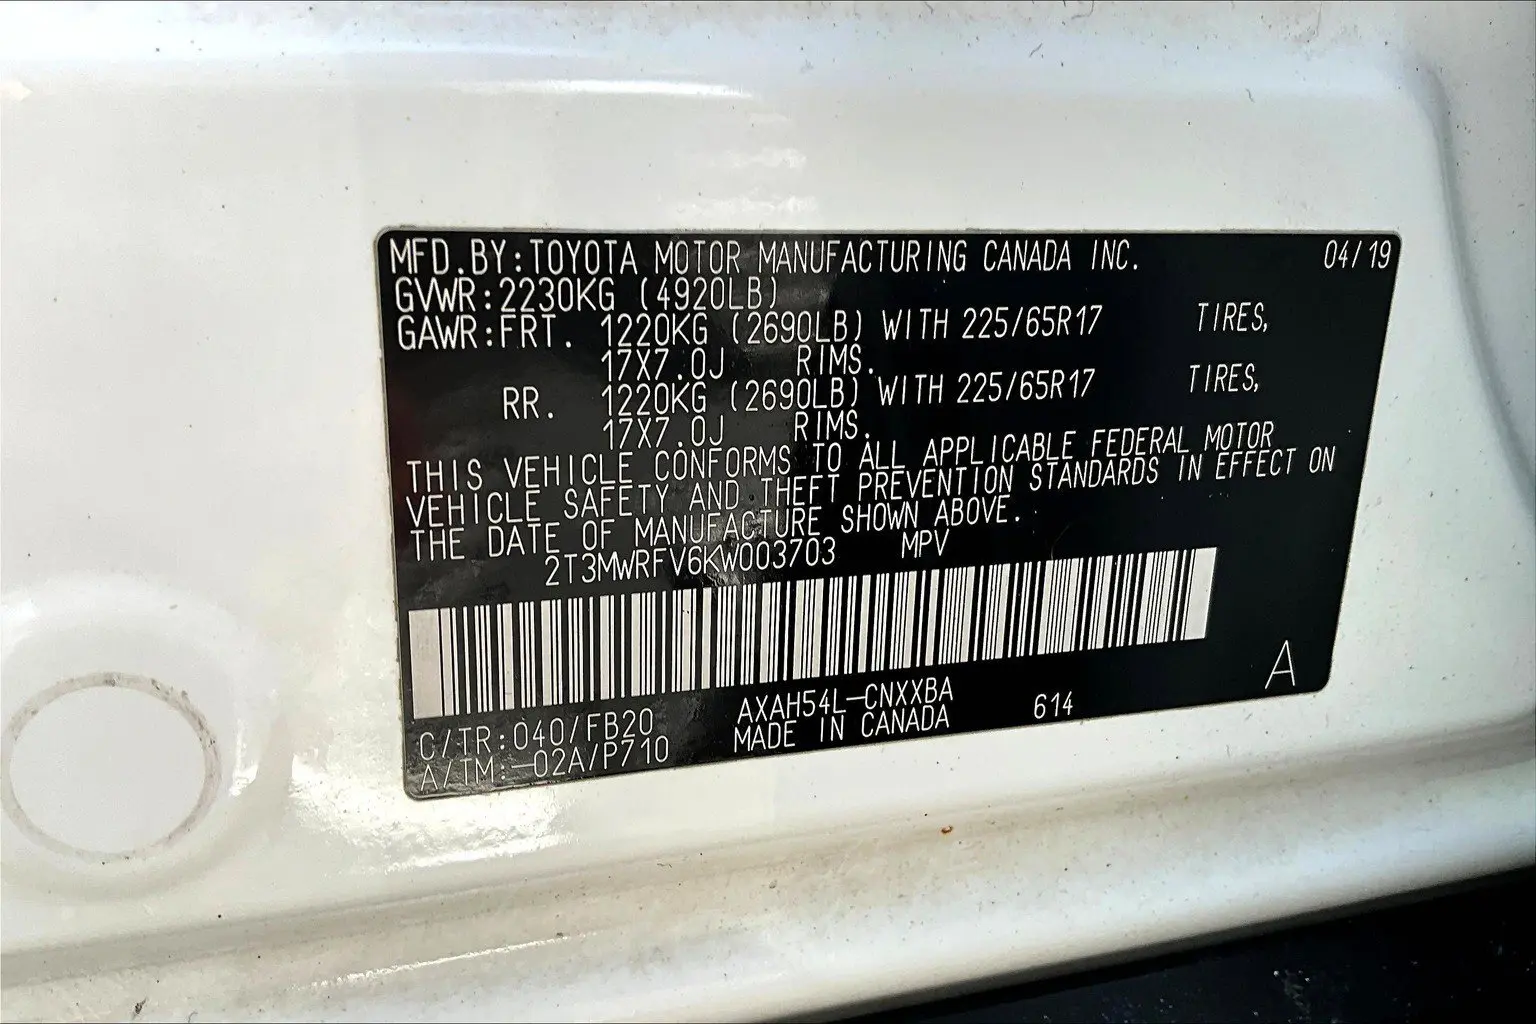 MFD.BY:TOYOTA MOTOR MANUFACTURING CANADA INC. 04/19
GVWR:2230KG (4920LB)
GAWR:FRT. 1220KG (2690LB) WITH 225/65R17 TIRES,
17X7.0J RIMS.
RR. 1220KG (2690LB) WITH 225/65R17 TIRES,
17X7.0J RIMS.
THIS VEHICLE CONFORMS TO ALL APPLICABLE FEDERAL MOTOR
VEHICLE SAFETY AND THEFT PREVENTION STANDARDS IN EFFECT ON
THE DATE OF MANUFACTURE SHOWN ABOVE.
2T3MWRFV6KW003703 MPV
A
C/TR:040/FB20 AXAH54L-CNXXBA 614
A/TM:-02A/P710 MADE IN CANADA